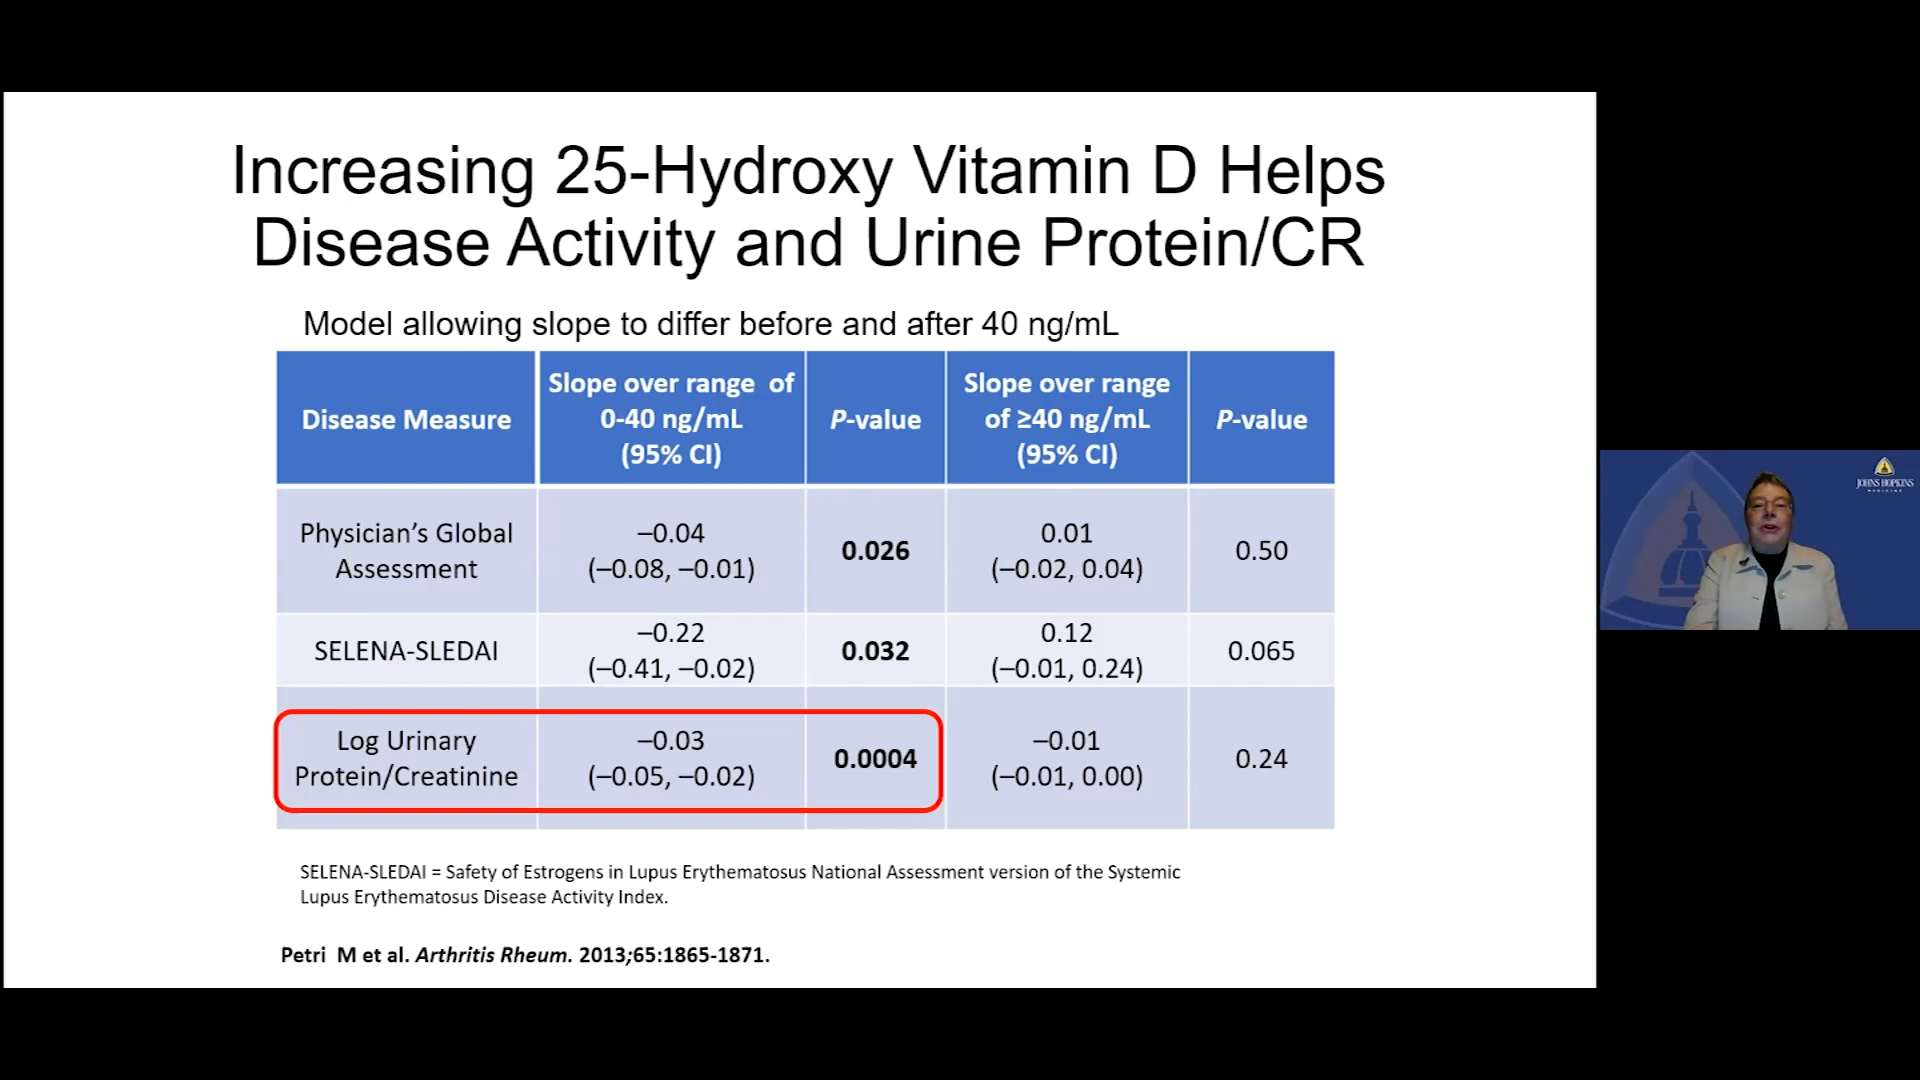 Increasing 25-Hydroxy Vitamin D Helps
Disease Activity and Urine Protein/CR
Model allowing slope to differ before and after 40 ng/mL
Disease Measure
Slope over range of
0-40 ng/mL
(95% CI)
P-value
Slope over range
of ≥40 ng/mL
(95% CI)
P-value
Physician’s Global
Assessment
–0.04
(–0.08, –0.01)
0.026
0.01
(–0.02, 0.04)
0.50
SELENA-SLEDAI
–0.22
(–0.41, –0.02)
0.032
0.12
(–0.01, 0.24)
0.065
Log Urinary
Protein/Creatinine
–0.03
(–0.05, –0.02)
0.0004
–0.01
(–0.01, 0.00)
0.24
SELENA-SLEDAI = Safety of Estrogens in Lupus Erythematosus National Assessment version of the Systemic
Lupus Erythematosus Disease Activity Index.
Petri M et al. Arthritis Rheum. 2013;65:1865-1871.
JOHNS HOPKINS
MEDICINE